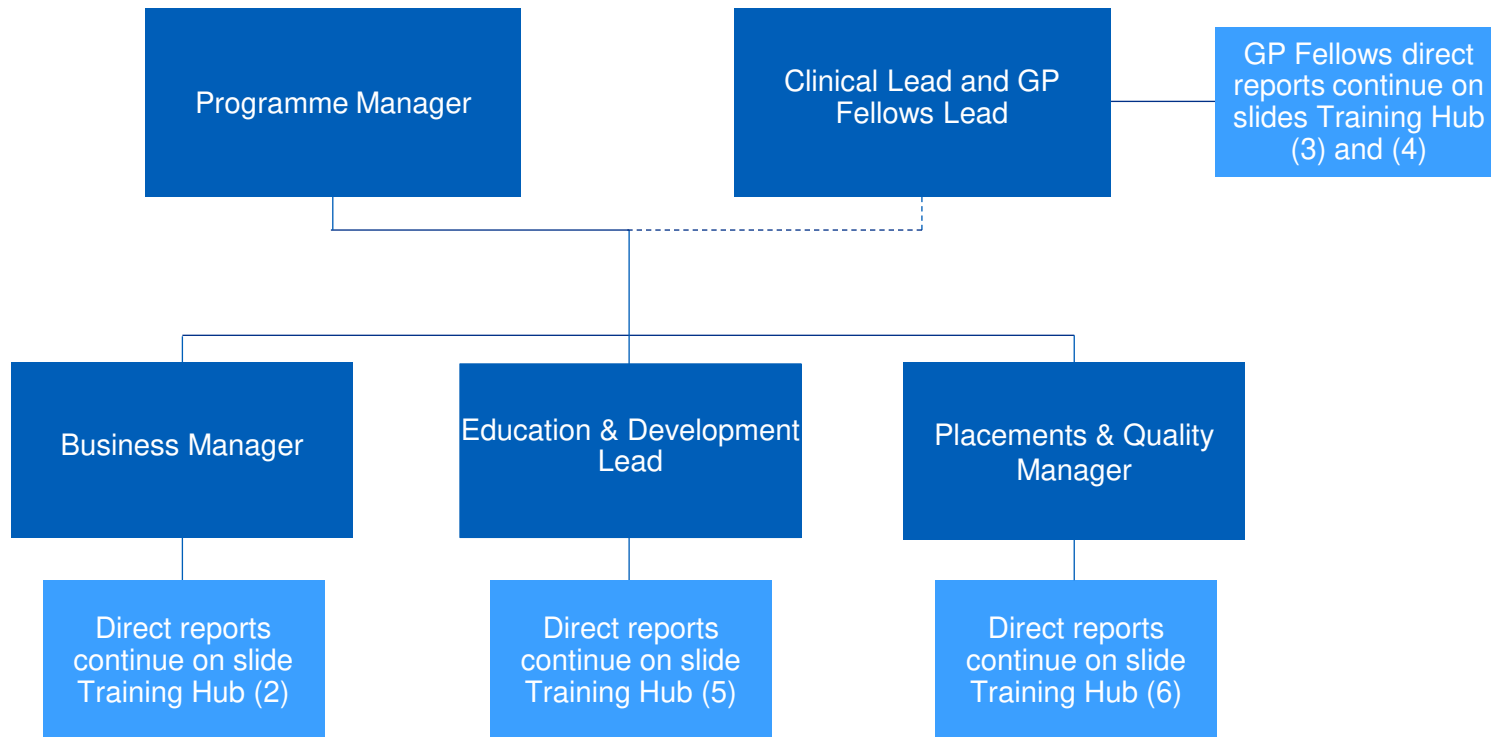 Programme Manager
Clinical Lead and GP
Fellows Lead
GP Fellows direct
reports continue on
slides Training Hub
(3) and (4)
Business Manager
Education & Development
Lead
Placements & Quality
Manager
Direct reports
continue on slide
Training Hub (2)
Direct reports
continue on slide
Training Hub (5)
Direct reports
continue on slide
Training Hub (6)